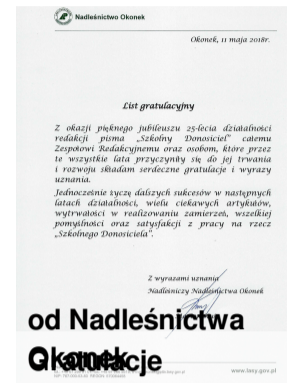 Nadleśnictwo Okonek
Okonek, 11 maja 2018r.
List gratulacyjny
Z okazji pięknego jubileuszu 25-lecia działalności
redakcji pisma „Szkolny Donosiciel” całemu
Zespołowi Redakcyjnemu oraz osobom, które przez
te wszystkie lata przyczyniły się do jej trwania
i rozwoju składam serdeczne gratulacje i wyrazy
uznania.
Jednocześnie życzę dalszych sukcesów w następnych
latach działalności, wielu ciekawych artykułów,
wytrwałości w realizowaniu zamierzeń, wszelkiej
pomyślności oraz satysfakcji z pracy na rzecz
„Szkolnego Donosiciela”.
Z wyrazami uznania
Nadleśniczy Nadleśnictwa Okonek
od Nadleśnictwa
Okonek
Gratulacje
www.lasy.gov.pl